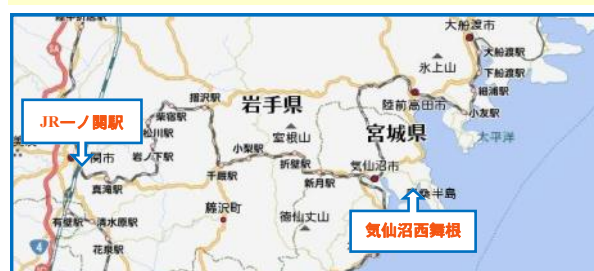 大船渡市
大船渡駅
下船渡駅
氷上山
細浦駅
摺沢駅
陸前高田市
小友駅
岩手県
柴宿駅
JR一ノ関駅
松川駅
室根山
宮城県
太平洋
小梨駅
関市
岩ノ下駅
折壁駅
気仙沼市
千厩駅
新月駅
真滝駅
半島
藤沢町
有壁駅
清水原駅
徳仙丈山
気仙沼西舞根
4
花泉駅